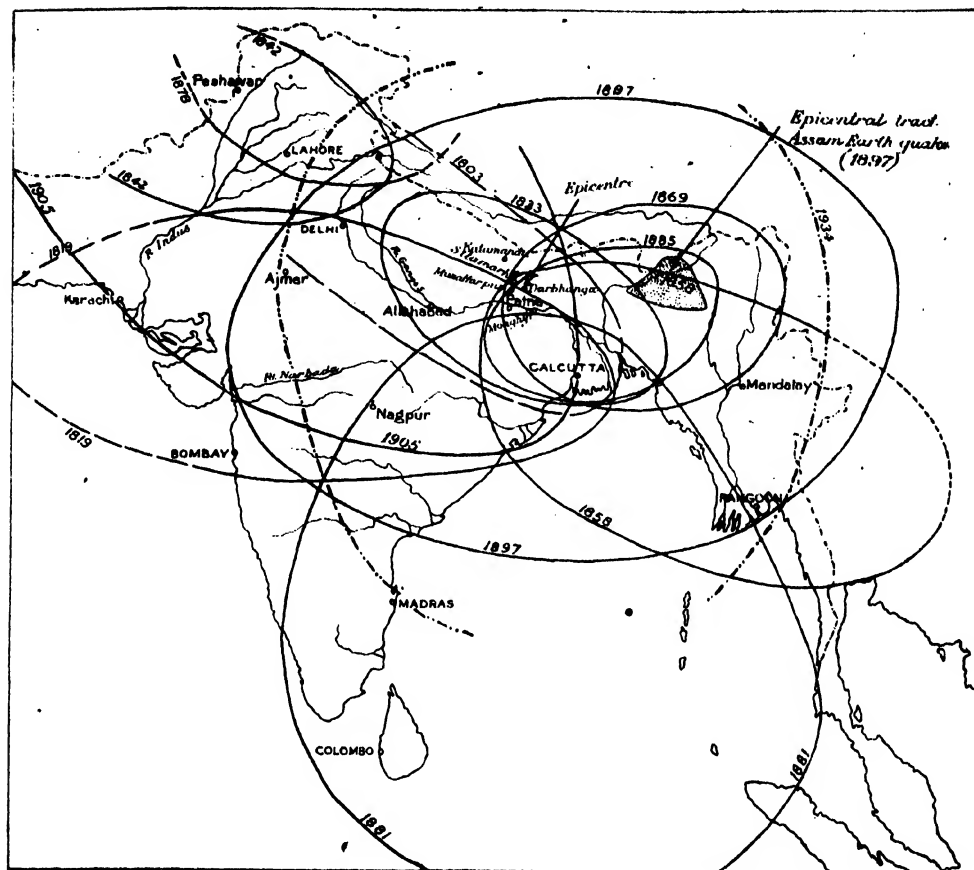 1842
1878
Peshawar
1897
Epicentral tract.
Assam Earth quake
(1897)
LAHORE
1803
1842
Epicentre
1833
1869
1905
DELHI
1934
1885
R. Indus
1819
Katmandu
R. Ganges
Ajmer
Muzaffarpur
Darbhanga
Karachi
Patna
Allahabad
Monghyr
CALCUTTA
R. Narbada
Mandalay
Nagpur
1905
1819
BOMBAY
RANGOON
1858
1897
MADRAS
COLOMBO
1881
1881